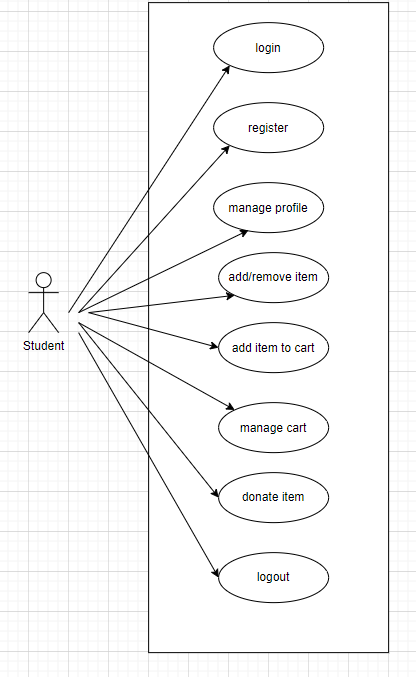 login
register
manage profile
add/remove item
add item to cart
Student
manage cart
donate item
logout